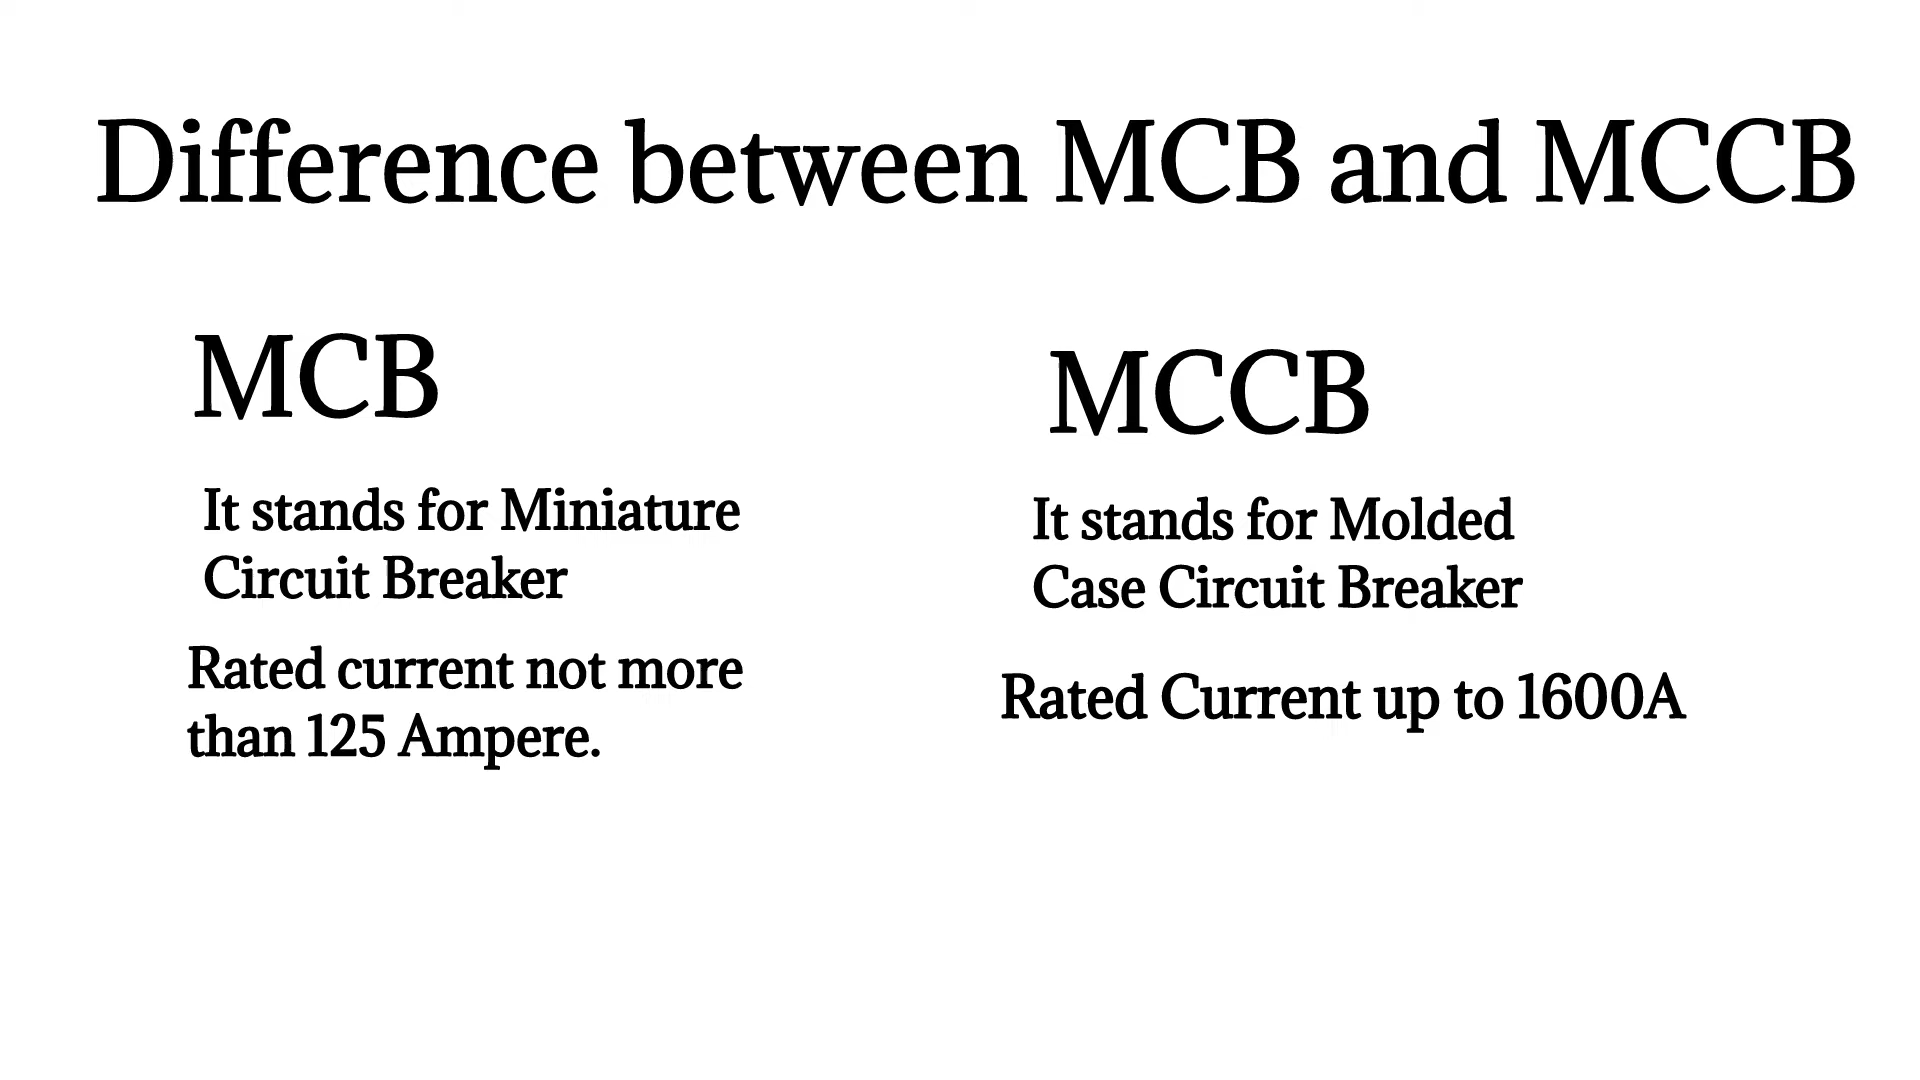 Difference between MCB and MCCB
MCB
It stands for Miniature
Circuit Breaker
Rated current not more
than 125 Ampere.
MCCB
It stands for Molded
Case Circuit Breaker
Rated Current up to 1600A